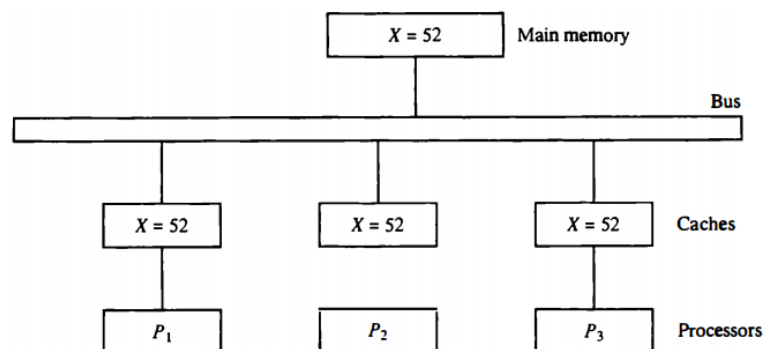 X = 52 Main memory
Bus
X = 52 X = 52 X = 52 Caches
P1 P2 P3 Processors